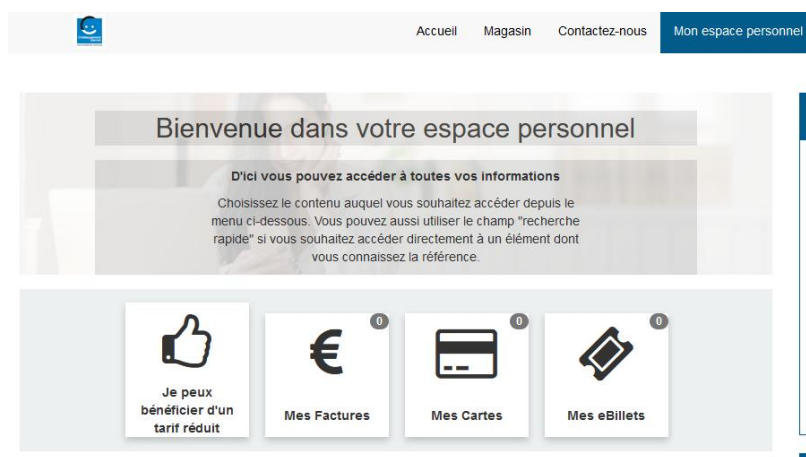 Accueil Magasin Contactez-nous Mon espace personnel
Bienvenue dans votre espace personnel
D'ici vous pouvez accéder à toutes vos informations
Choisissez le contenu auquel vous souhaitez accéder depuis le
menu ci-dessous. Vous pouvez aussi utiliser le champ "recherche
rapide" si vous souhaitez accéder directement à un élément dont
vous connaissez la référence.
0 0 0
€
Je peux
bénéficier d'un
tarif réduit
Mes Factures
Mes Cartes
Mes eBillets